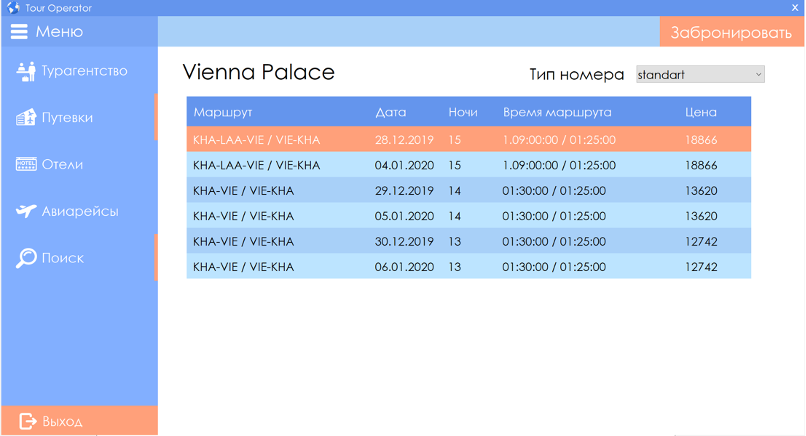 Tour Operator X
Меню Забронировать
Турагентство
Путевки
HOTEL Отели
Авиарейсы
Поиск
Выход
Vienna Palace Тип номера standart
Маршрут Дата Ночи Время маршрута Цена
KHA-LAA-VIE / VIE-KHA 28.12.2019 15 1.09:00:00 / 01:25:00 18866
KHA-LAA-VIE / VIE-KHA 04.01.2020 15 1.09:00:00 / 01:25:00 18866
KHA-VIE / VIE-KHA 29.12.2019 14 01:30:00 / 01:25:00 13620
KHA-VIE / VIE-KHA 05.01.2020 14 01:30:00 / 01:25:00 13620
KHA-VIE / VIE-KHA 30.12.2019 13 01:30:00 / 01:25:00 12742
KHA-VIE / VIE-KHA 06.01.2020 13 01:30:00 / 01:25:00 12742